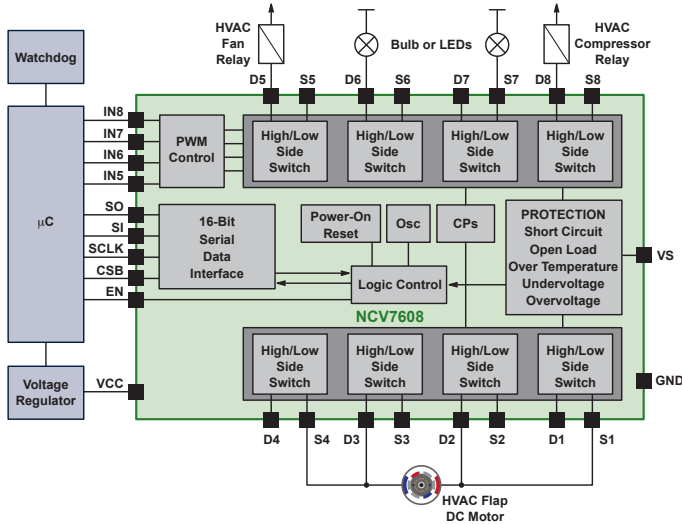 HVAC
Fan
Relay
Bulb or LEDs
HVAC
Compressor
Relay
Watchdog
D5
S5
D6
S6
D7
S7
D8
S8
µC
IN8
IN7
IN6
IN5
SO
SI
SCLK
CSB
EN
PWM
Control
High/Low
Side
Switch
High/Low
Side
Switch
High/Low
Side
Switch
High/Low
Side
Switch
16-Bit
Serial
Data
Interface
Power-On
Reset
Osc
CPs
PROTECTION
Short Circuit
Open Load
Over Temperature
Undervoltage
Overvoltage
VS
Logic Control
NCV7608
High/Low
Side
Switch
High/Low
Side
Switch
High/Low
Side
Switch
High/Low
Side
Switch
GND
Voltage
Regulator
VCC
D4
S4
D3
S3
D2
S2
D1
S1
HVAC Flap
DC Motor